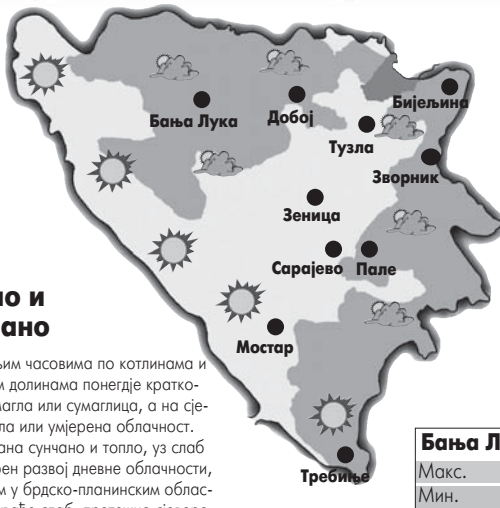 Бања Лука
Добој
Бијељина
Тузла
Зворник
Зеница
Сарајево
Пале
Мостар
Требиње
но и
ано
им часовима по котлинама и
м долинама понегдје кратко-
магла или сумаглица, а на сје-
ла или умјерена облачност.
ана сунчано и топло, уз слаб
рен развој дневне облачности,
м у брдско-планинским облас-
Бања Л
Макс.
Мин.